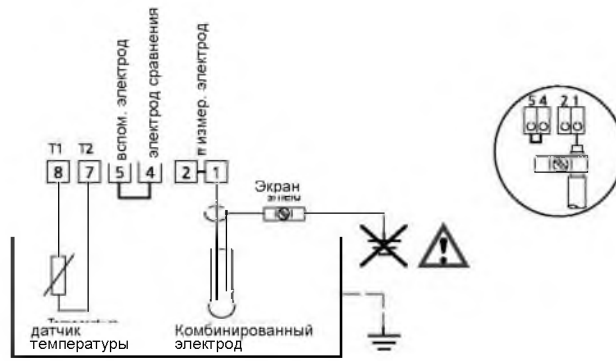 вспом. электрод
электрод сравнения
измер. электрод
5 4 2 1
T1 T2
8 7 5 4 2 1
Экран
датчик
температуры
Комбинированный
электрод